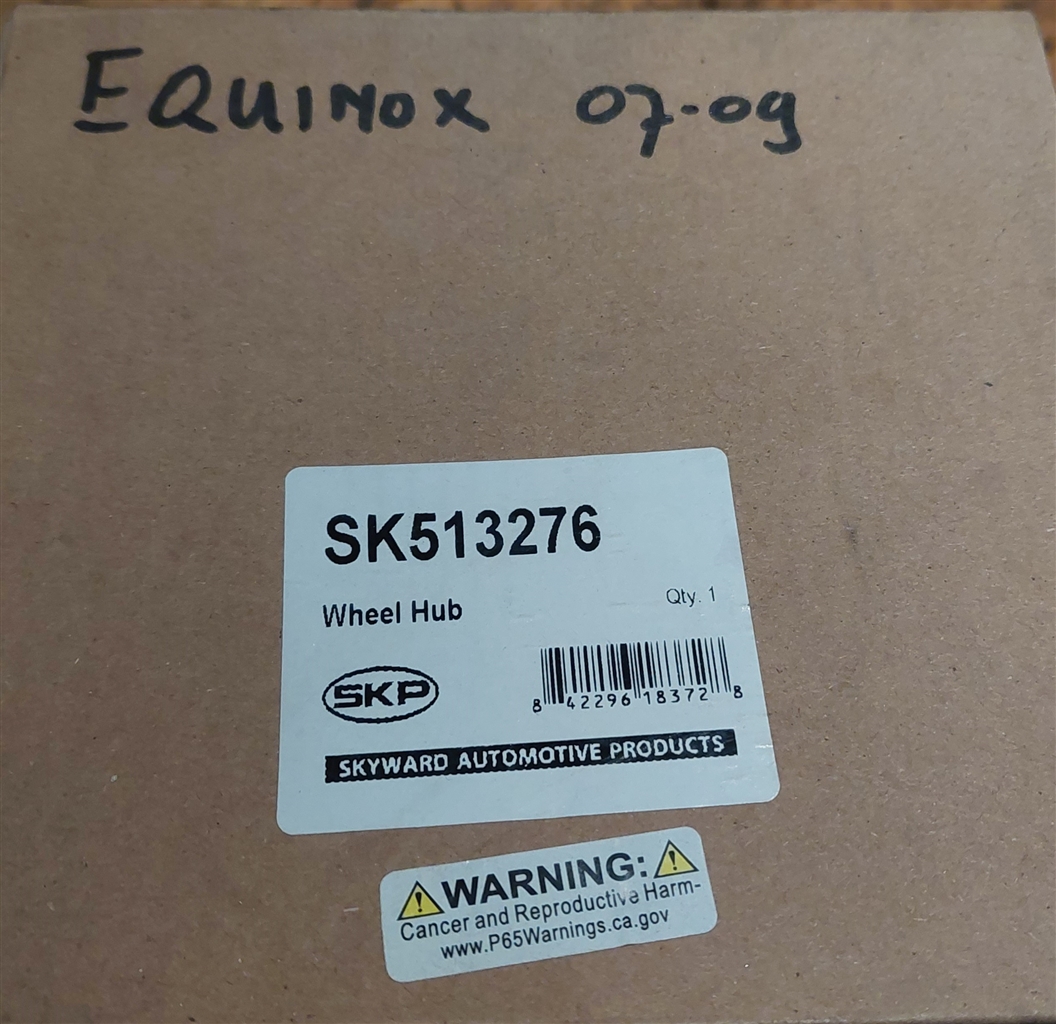 EQUINOX 07-09
SK513276
Wheel Hub
Qty. 1
SKP
8 42296 18372 8
SKYWARD AUTOMOTIVE PRODUCTS
WARNING:
Cancer and Reproductive Harm-
www.P65Warnings.ca.gov